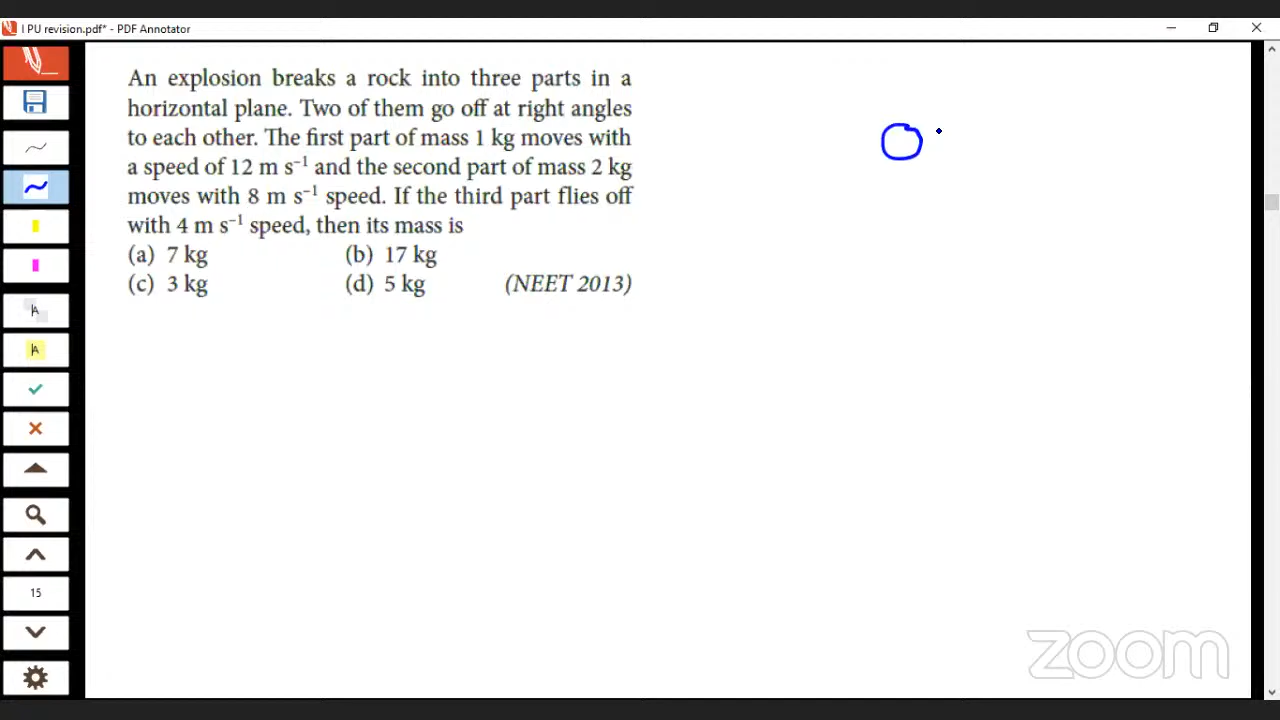 I PU revision.pdf* - PDF Annotator
An explosion breaks a rock into three parts in a
horizontal plane. Two of them go off at right angles
to each other. The first part of mass 1 kg moves with
a speed of 12 m s⁻¹ and the second part of mass 2 kg
moves with 8 m s⁻¹ speed. If the third part flies off
with 4 m s⁻¹ speed, then its mass is
(a) 7 kg (b) 17 kg
(c) 3 kg (d) 5 kg (NEET 2013)
A
A
15
zoom